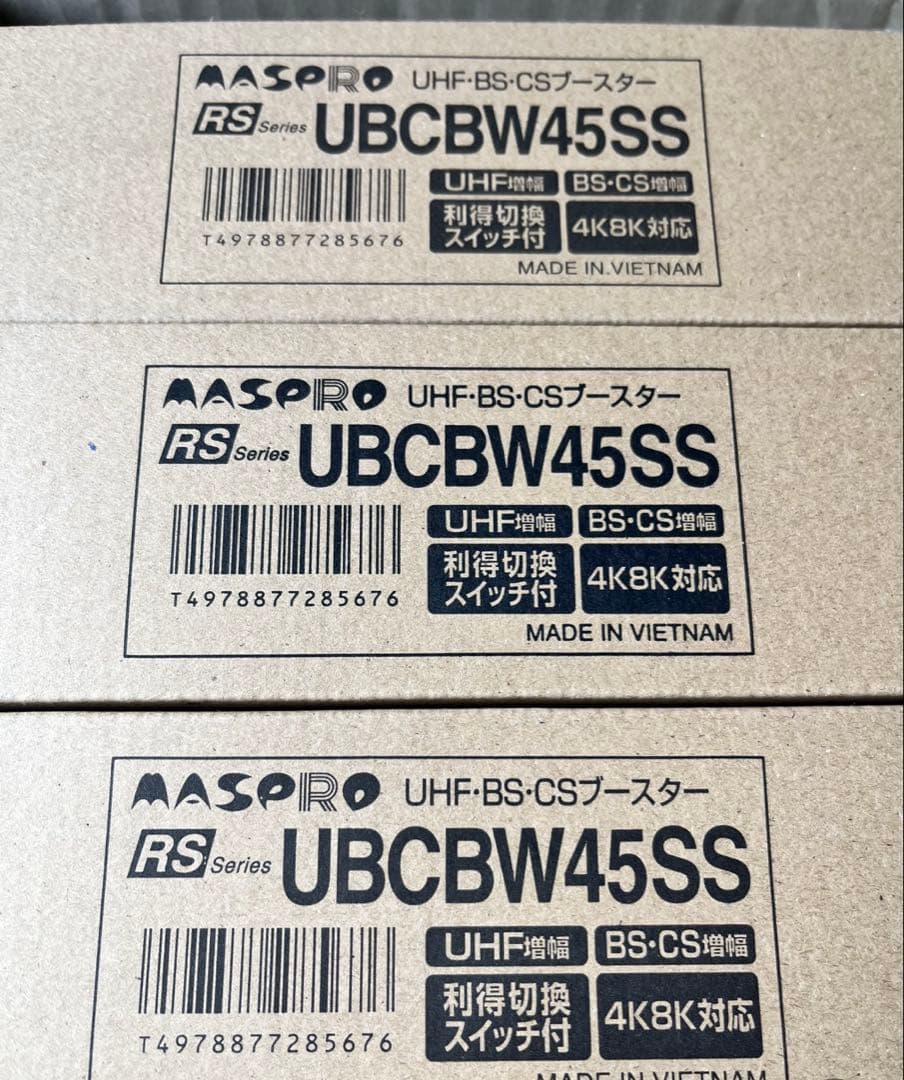 MASPRO UHF・BS・CSブースター
RS Series UBCBW45SS
UHF増幅 BS・CS増幅
利得切換
スイッチ付 4K8K対応
T4978877285676
MADE IN VIETNAM
MASPRO UHF・BS・CSブースター
RS Series UBCBW45SS
UHF増幅 BS・CS増幅
利得切換
スイッチ付 4K8K対応
T4978877285676
MADE IN VIETNAM
MASPRO UHF・BS・CSブースター
RS Series UBCBW45SS
UHF増幅 BS・CS増幅
利得切換
スイッチ付 4K8K対応
T4978877285676
MADE IN VIETNAM